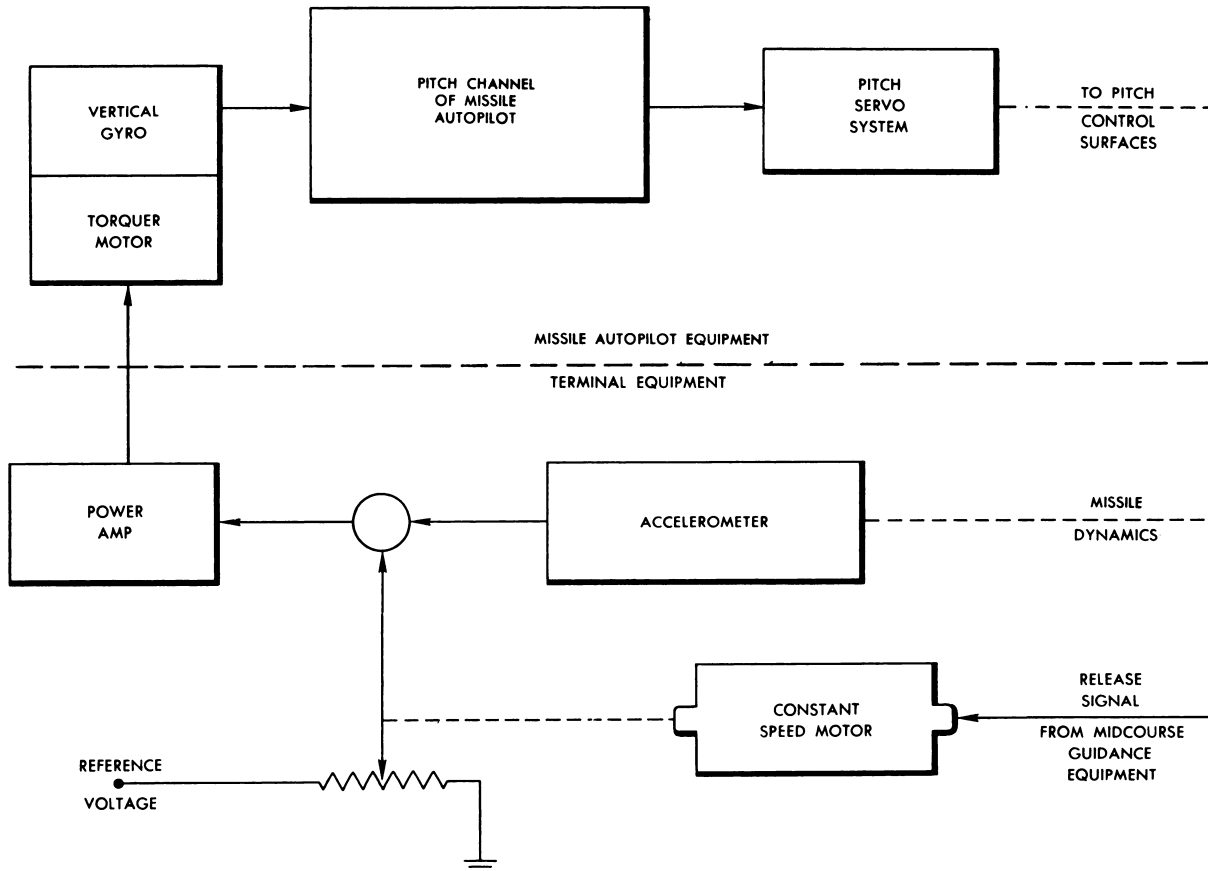 VERTICAL
GYRO
TORQUER
MOTOR
PITCH CHANNEL
OF MISSILE
AUTOPILOT
PITCH
SERVO
SYSTEM
TO PITCH
CONTROL
SURFACES
MISSILE AUTOPILOT EQUIPMENT
TERMINAL EQUIPMENT
POWER
AMP
ACCELEROMETER
MISSILE
DYNAMICS
CONSTANT
SPEED MOTOR
RELEASE
SIGNAL
FROM MIDCOURSE
GUIDANCE
EQUIPMENT
REFERENCE
VOLTAGE